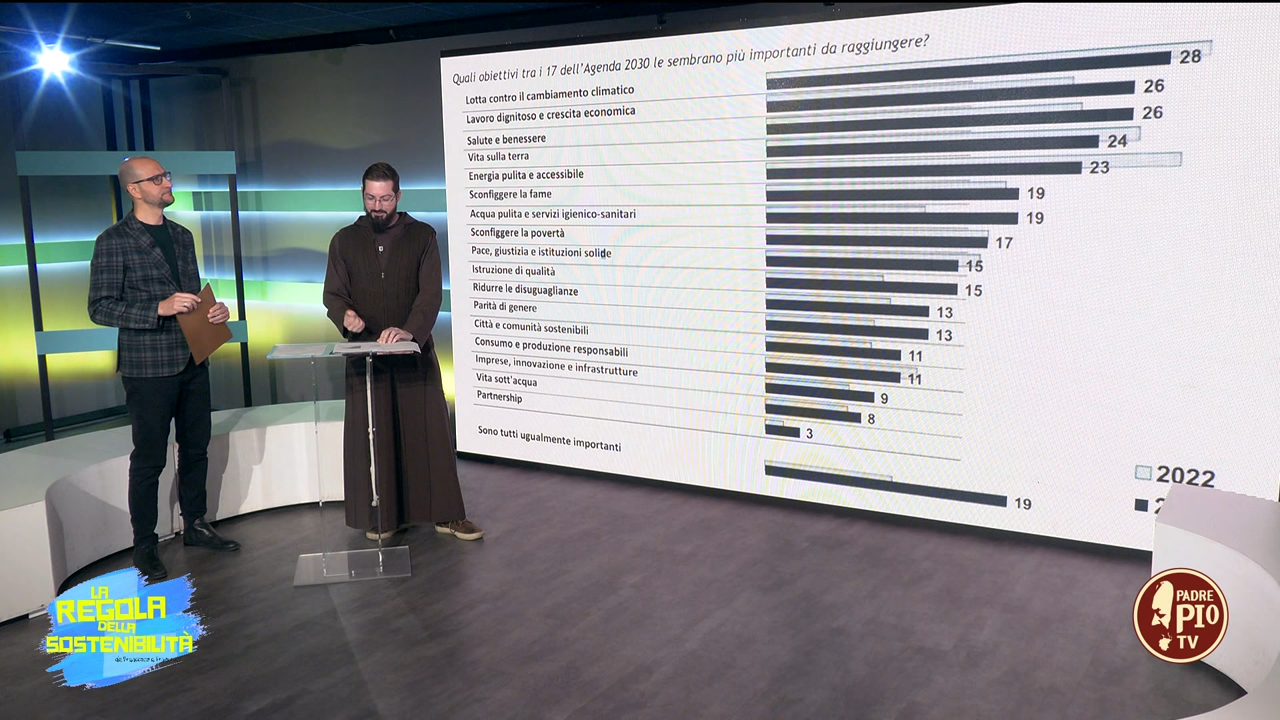 Quali obiettivi tra i 17 dell'Agenda 2030 le sembrano più importanti da raggiungere?
Lotta contro il cambiamento climatico 28
Lavoro dignitoso e crescita economica 26
Salute e benessere 26
Vita sulla terra 24
Energia pulita e accessibile 23
Sconfiggere la fame 19
Acqua pulita e servizi igienico-sanitari 19
Sconfiggere la povertà 17
Pace, giustizia e istituzioni solide 15
Istruzione di qualità 15
Ridurre le disuguaglianze 13
Parità di genere 13
Città e comunità sostenibili 11
Consumo e produzione responsabili 11
Imprese, innovazione e infrastrutture 9
Vita sott'acqua 8
Partnership 3
Sono tutti ugualmente importanti 19
2022
LA
REGOLA
DELLA
SOSTENIBILITÀ
PADRE
PIO
TV